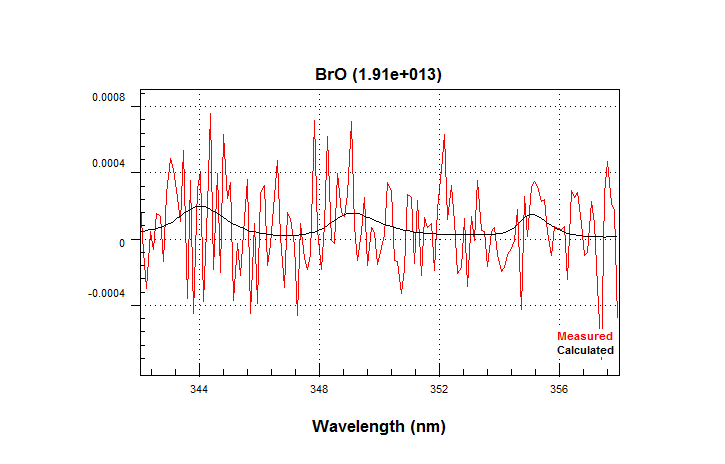 BrO (1.91e+013)
0.0008
0.0004
0
-0.0004
Measured
Calculated
344
348
352
356
Wavelength (nm)